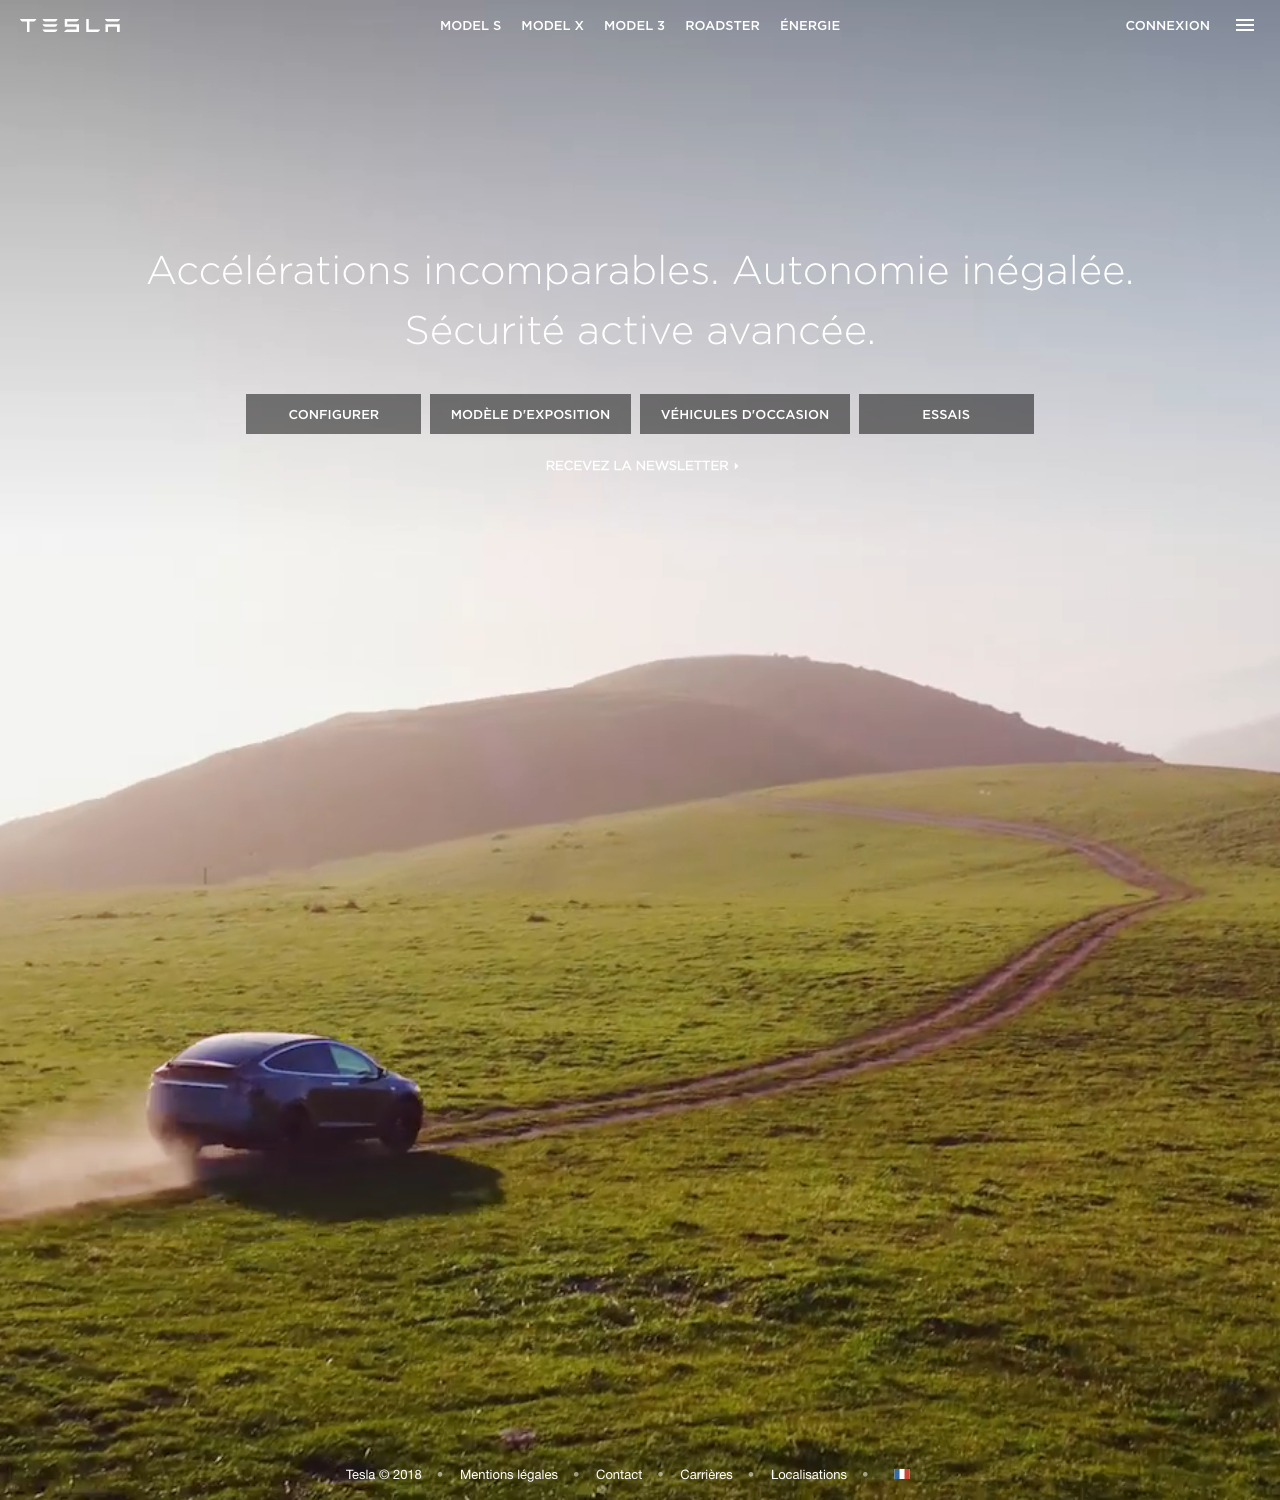 TESLA
MODEL S MODEL X MODEL 3 ROADSTER ÉNERGIE
CONNEXION
Accélérations incomparables. Autonomie inégalée.
Sécurité active avancée.
CONFIGURER MODÈLE D'EXPOSITION VÉHICULES D'OCCASION ESSAIS
RECEVEZ LA NEWSLETTER
Tesla © 2018 • Mentions légales • Contact • Carrières • Localisations •